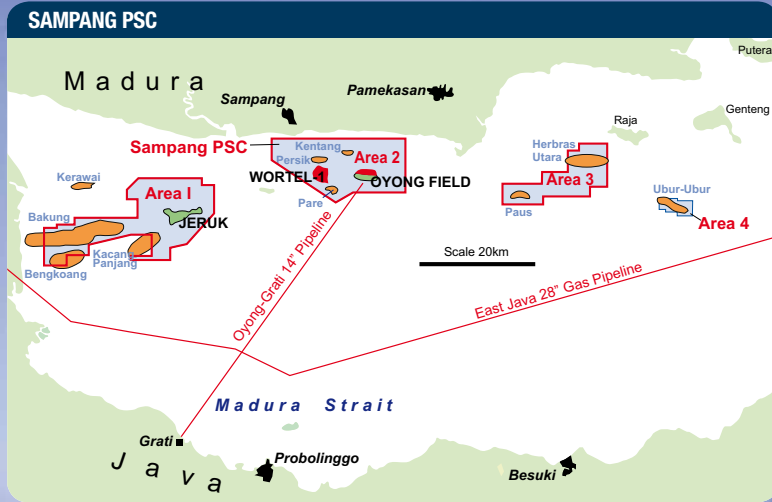 SAMPANG PSC
Putera
Madura
Sampang
Pamekasan
Genteng
Raja
Sampang PSC
Kentang
Persik
Area 2
Herbras
Utara
WORTEL-1
OYONG FIELD
Area 3
Kerawai
Area I
Pare
Paus
Ubur-Ubur
Bakung
JERUK
Area 4
Kacang
Panjang
Bengkoang
Scale 20km
Oyong-Grati 14" Pipeline
East Java 28" Gas Pipeline
Madura Strait
Grati
Java
Probolinggo
Besuki